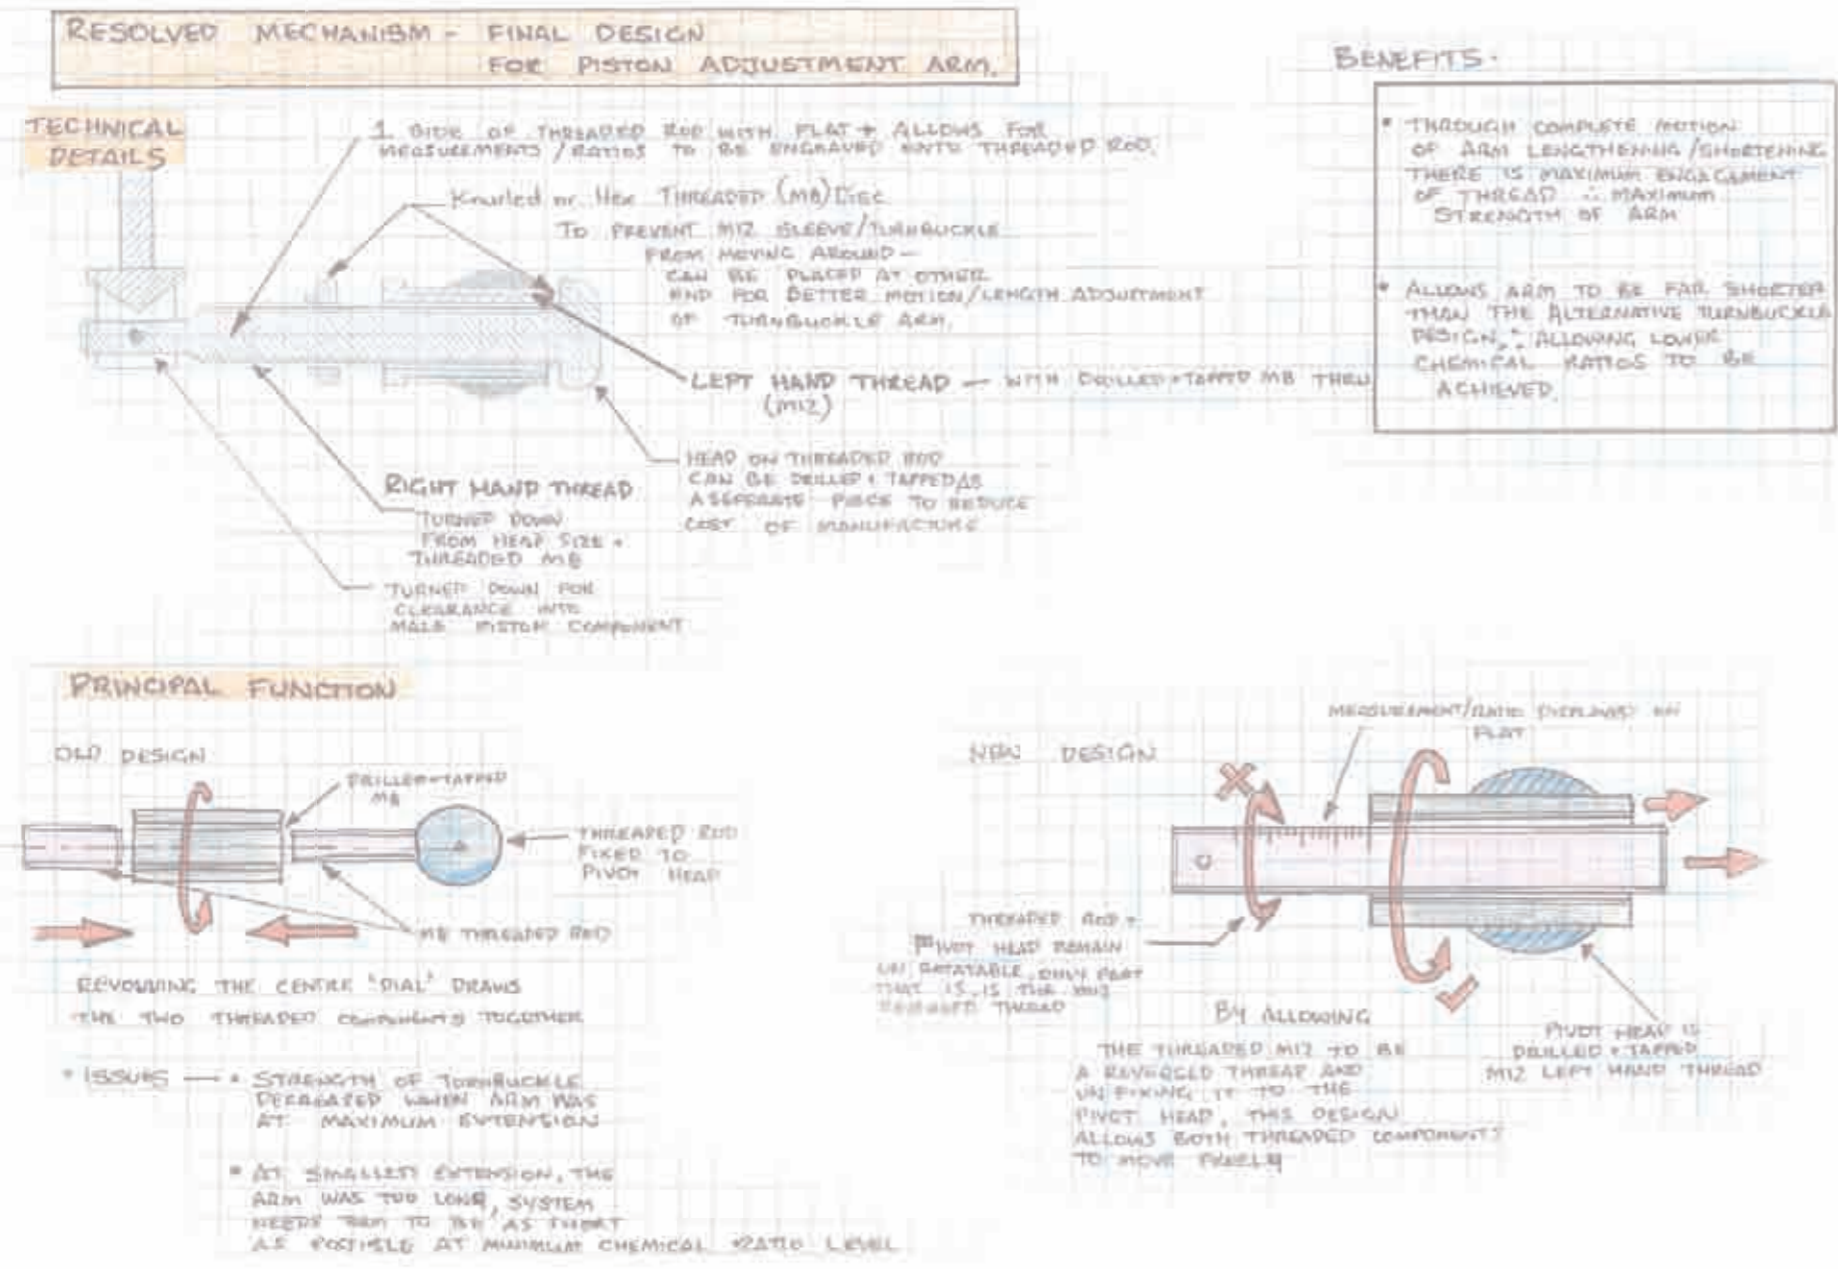 RESOLVED MECHANISM - FINAL DESIGN
FOR PISTON ADJUSTMENT ARM.
TECHNICAL
DETAILS
1 SIDE OF THREADED ROD WITH FLAT + ALLOWS FOR
MEASUREMENTS / RATIOS TO BE ENGRAVED ONTO THREADED ROD.
Knurled or Hex THREADED (M8) Disc
TO PREVENT M12 SLEEVE/TURNBUCKLE
FROM MOVING AROUND —
CAN BE PLACED AT OTHER
END FOR BETTER MOTION/LENGTH ADJUSTMENT
OF TURNBUCKLE ARM.
LEFT HAND THREAD — WITH DRILLED + TAPPED M8 THRU
(M12)
HEAD ON THREADED ROD
CAN BE DRILLED + TAPPED AS
A SEPERATE PIECE TO REDUCE
COST OF MANUFACTURE
RIGHT HAND THREAD
TURNED DOWN
FROM HEAD SIZE +
THREADED M8
TURNED DOWN FOR
CLEARANCE INTO
MALE PISTON COMPONENT
BENEFITS.
* THROUGH COMPLETE MOTION
OF ARM LENGTHENING/SHORTENING
THERE IS MAXIMUM ENGAGMENT
OF THREAD ∴ MAXIMUM
STRENGTH OF ARM
* ALLOWS ARM TO BE FAR SHORTER
THAN THE ALTERNATIVE TURNBUCKLE
DESIGN, ∴ ALLOWING LOWER
CHEMICAL RATIOS TO BE
ACHIEVED.
PRINCIPAL FUNCTION
OLD DESIGN
DRILLED + TAPPED
M8
THREADED ROD
FIXED TO
PIVOT HEAD
M8 THREADED ROD
REVOLVING THE CENTRE "DIAL" DRAWS
THE TWO THREADED COMPONENTS TOGETHER
* ISSUES — * STRENGTH OF TURNBUCKLE
DECREASED WHEN ARM WAS
AT MAXIMUM EXTENSION
* AT SMALLEST EXTENSION, THE
ARM WAS TOO LONG, SYSTEM
NEEDS ARM TO BE AS SHORT
AS POSSIBLE AT MINIMUM CHEMICAL RATIO LEVEL
NEW DESIGN
MEASUREMENT/RATIO DISPLAYED ON
FLAT
THREADED ROD +
PIVOT HEAD REMAIN
UN ROTATABLE, ONLY PART
THAT IS, IS THE M12
THREAD
BY ALLOWING
THE THREADED M12 TO BE
A REVERSED THREAD AND
UN FIXING IT TO THE
PIVOT HEAD, THIS DESIGN
ALLOWS BOTH THREADED COMPONENTS
TO MOVE FREELY
PIVOT HEAD IS
DRILLED + TAPPED
M12 LEFT HAND THREAD